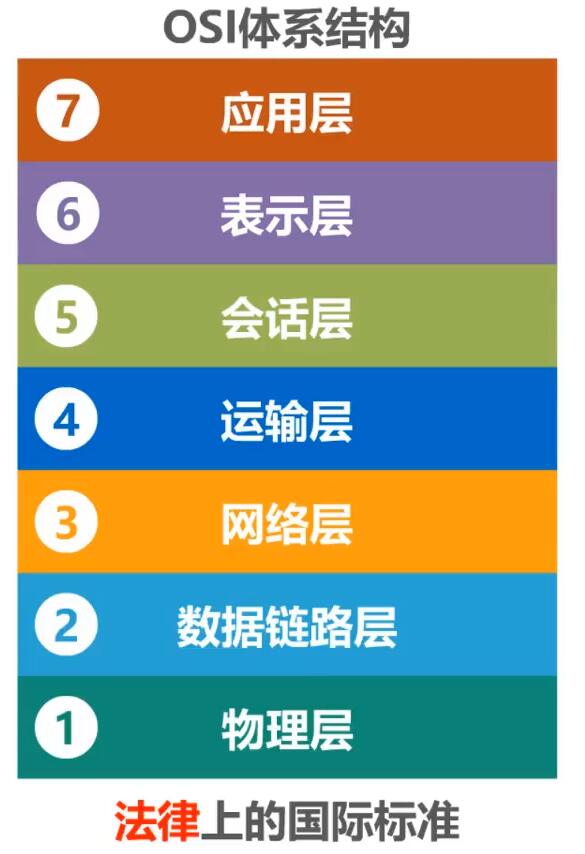 OSI体系结构
7 应用层
6 表示层
5 会话层
4 运输层
3 网络层
2 数据链路层
1 物理层
法律上的国际标准